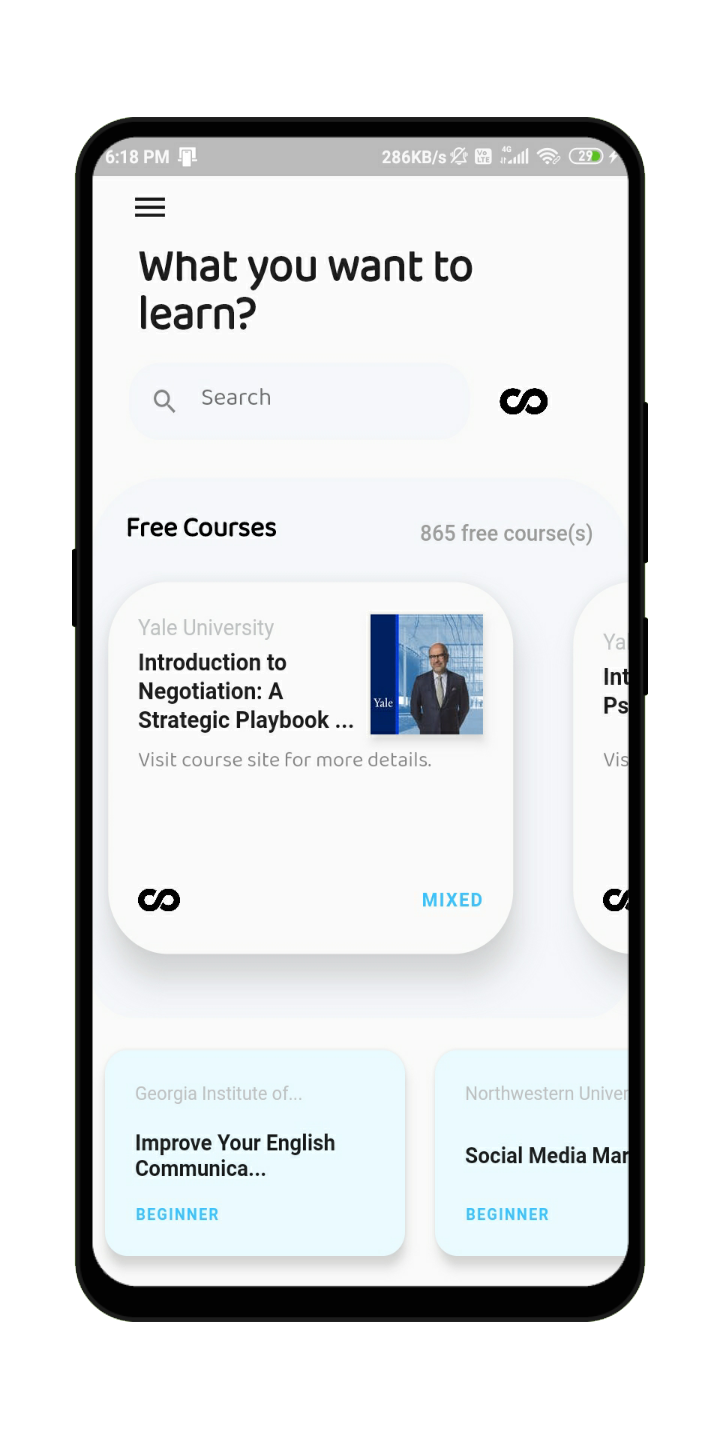 6:18 PM 286KB/s Vo LTE 4G 29
What you want to
learn?
Search
Free Courses
865 free course(s)
Yale University
Introduction to
Negotiation: A
Strategic Playbook ...
Yale
Visit course site for more details.
MIXED
Ya
Int
Ps
Vis
Georgia Institute of...
Improve Your English
Communica...
BEGINNER
Northwestern Univer
Social Media Mar
BEGINNER